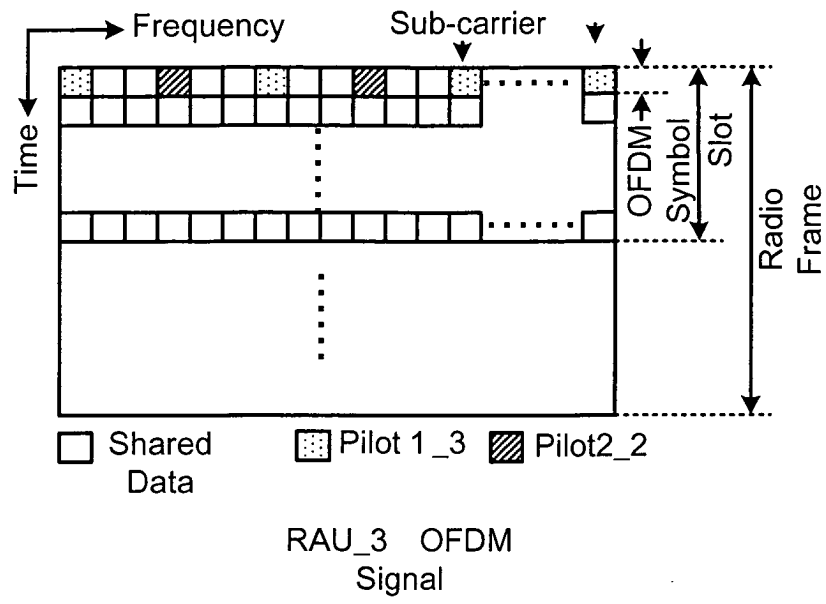 Frequency
Sub-carrier
Time
OFDM
Symbol
Slot
Radio
Frame
Shared
Data
Pilot 1_3
Pilot2_2
RAU_3 OFDM
Signal